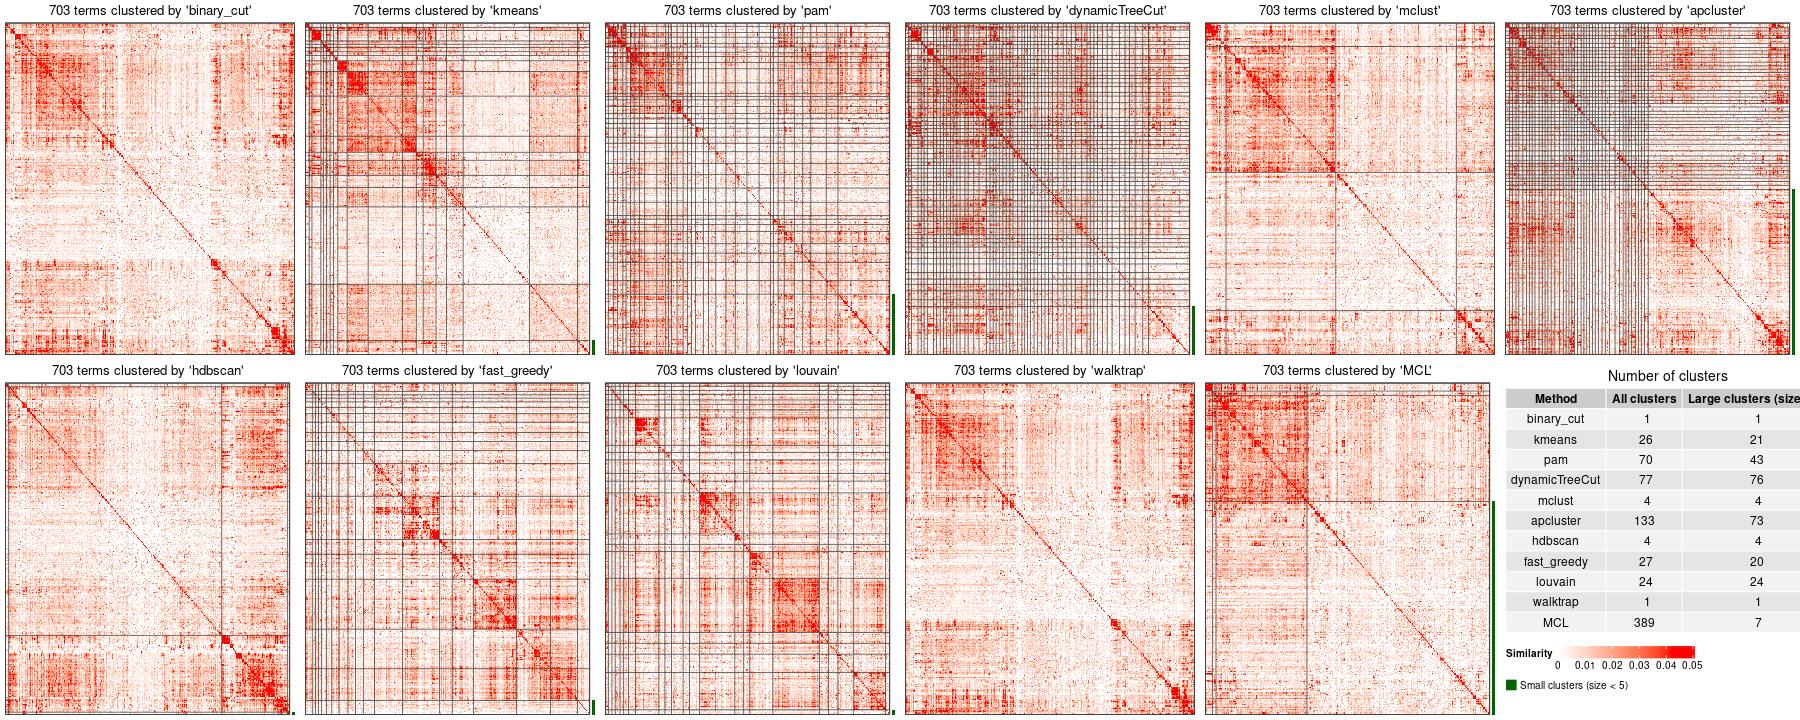 703 terms clustered by 'binary_cut'
703 terms clustered by 'kmeans'
703 terms clustered by 'pam'
703 terms clustered by 'dynamicTreeCut'
703 terms clustered by 'mclust'
703 terms clustered by 'apcluster'
703 terms clustered by 'hdbscan'
703 terms clustered by 'fast_greedy'
703 terms clustered by 'louvain'
703 terms clustered by 'walktrap'
703 terms clustered by 'MCL'
Number of clusters
Method All clusters Large clusters (size
binary_cut 1 1
kmeans 26 21
pam 70 43
dynamicTreeCut 77 76
mclust 4 4
apcluster 133 73
hdbscan 4 4
fast_greedy 27 20
louvain 24 24
walktrap 1 1
MCL 389 7
Similarity
0 0.01 0.02 0.03 0.04 0.05
Small clusters (size < 5)